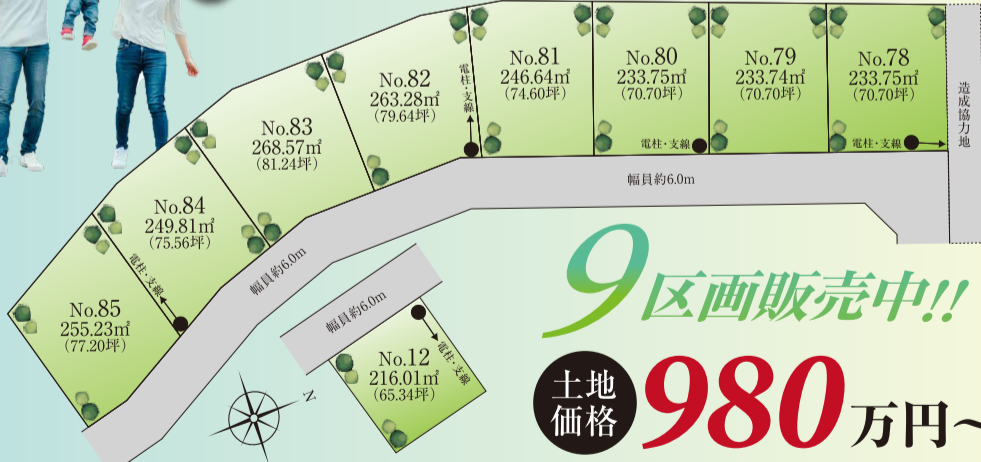 No.82
263.28㎡
(79.64坪)
電柱・支線
No.81
246.64㎡
(74.60坪)
No.80
233.75㎡
(70.70坪)
電柱・支線
No.79
233.74㎡
(70.70坪)
No.78
233.75㎡
(70.70坪)
電柱・支線
造成協力地
No.83
268.57㎡
(81.24坪)
No.84
249.81㎡
(75.56坪)
電柱・支線
No.85
255.23㎡
(77.20坪)
幅員約6.0m
幅員約6.0m
幅員約6.0m
No.12
216.01㎡
(65.34坪)
電柱・支線
N
9区画販売中!!
土地
価格
980万円~